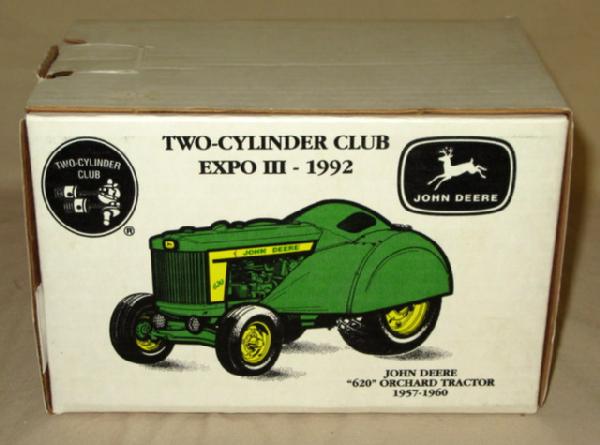 TWO-CYLINDER CLUB
EXPO III - 1992
TWO-CYLINDER
CLUB
®
JOHN DEERE
JOHN DEERE
620
JOHN DEERE
"620" ORCHARD TRACTOR
1957-1960